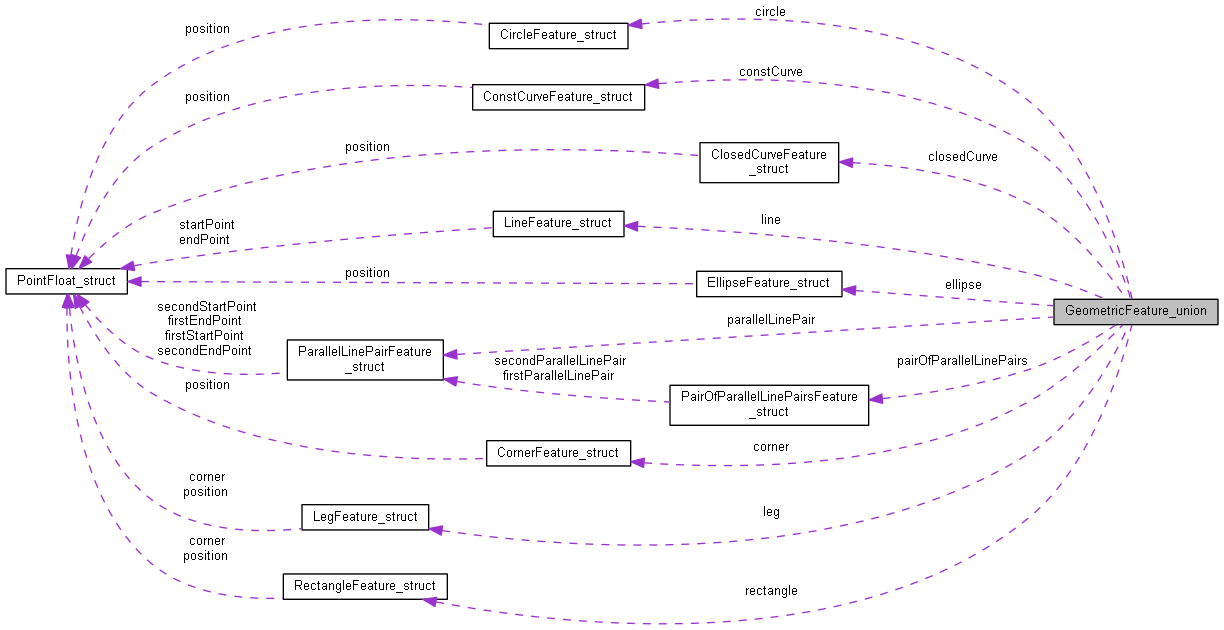 circle
position
CircleFeature_struct
constCurve
position
ConstCurveFeature_struct
position
ClosedCurveFeature
_struct
closedCurve
startPoint
endPoint
LineFeature_struct
line
PointFloat_struct
position
EllipseFeature_struct
ellipse
GeometricFeature_union
secondStartPoint
firstEndPoint
firstStartPoint
secondEndPoint
ParallelLinePairFeature
_struct
parallelLinePair
secondParallelLinePair
firstParallelLinePair
PairOfParallelLinePairsFeature
_struct
pairOfParallelLinePairs
position
CornerFeature_struct
corner
corner
position
LegFeature_struct
leg
corner
position
RectangleFeature_struct
rectangle